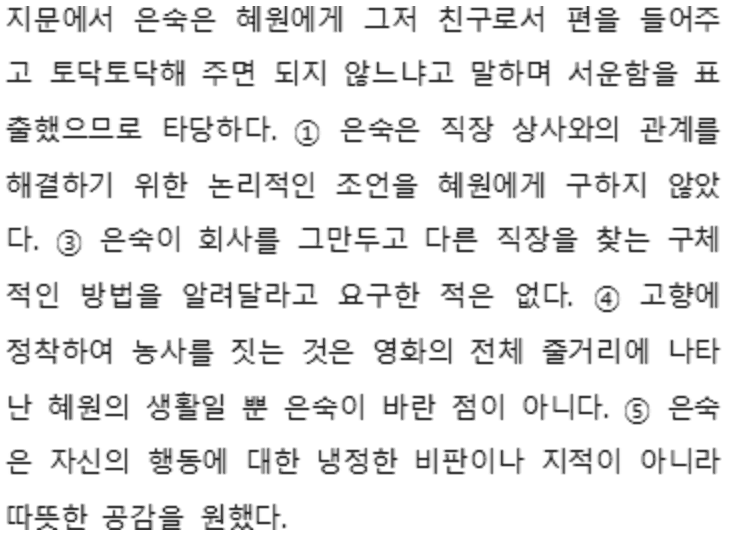 지문에서 은숙은 혜원에게 그저 친구로서 편을 들어주
고 토닥토닥해 주면 되지 않느냐고 말하며 서운함을 표
출했으므로 타당하다. ① 은숙은 직장 상사와의 관계를
해결하기 위한 논리적인 조언을 혜원에게 구하지 않았
다. ③ 은숙이 회사를 그만두고 다른 직장을 찾는 구체
적인 방법을 알려달라고 요구한 적은 없다. ④ 고향에
정착하여 농사를 짓는 것은 영화의 전체 줄거리에 나타
난 혜원의 생활일 뿐 은숙이 바란 점이 아니다. ⑤ 은숙
은 자신의 행동에 대한 냉정한 비판이나 지적이 아니라
따뜻한 공감을 원했다.